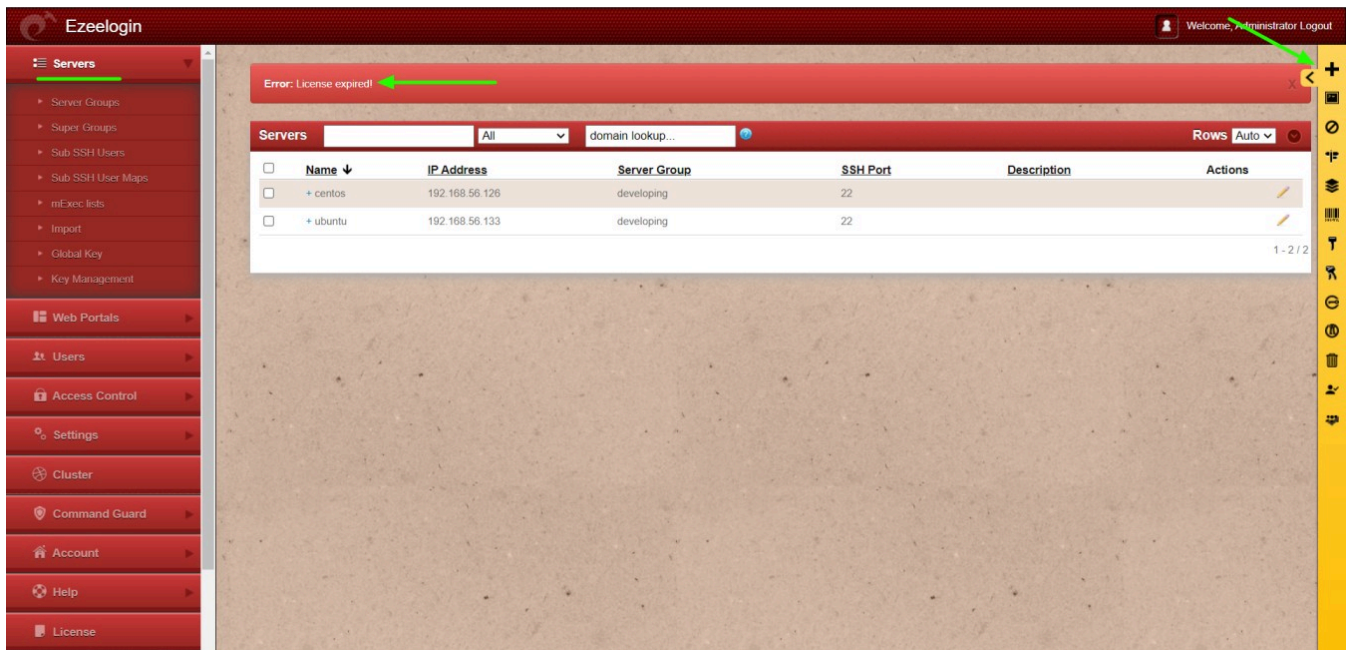 Ezeelogin
Welcome, Administrator Logout
Servers
Server Groups
Super Groups
Sub SSH Users
Sub SSH User Maps
mExec lists
Import
Global Key
Key Management
Web Portals
Users
Access Control
Settings
Cluster
Command Guard
Account
Help
License
Error: License expired!
X
Servers All domain lookup... Rows Auto
Name IP Address Server Group SSH Port Description Actions
+ centos 192.168.56.126 developing 22
+ ubuntu 192.168.56.133 developing 22
1 - 2 / 2